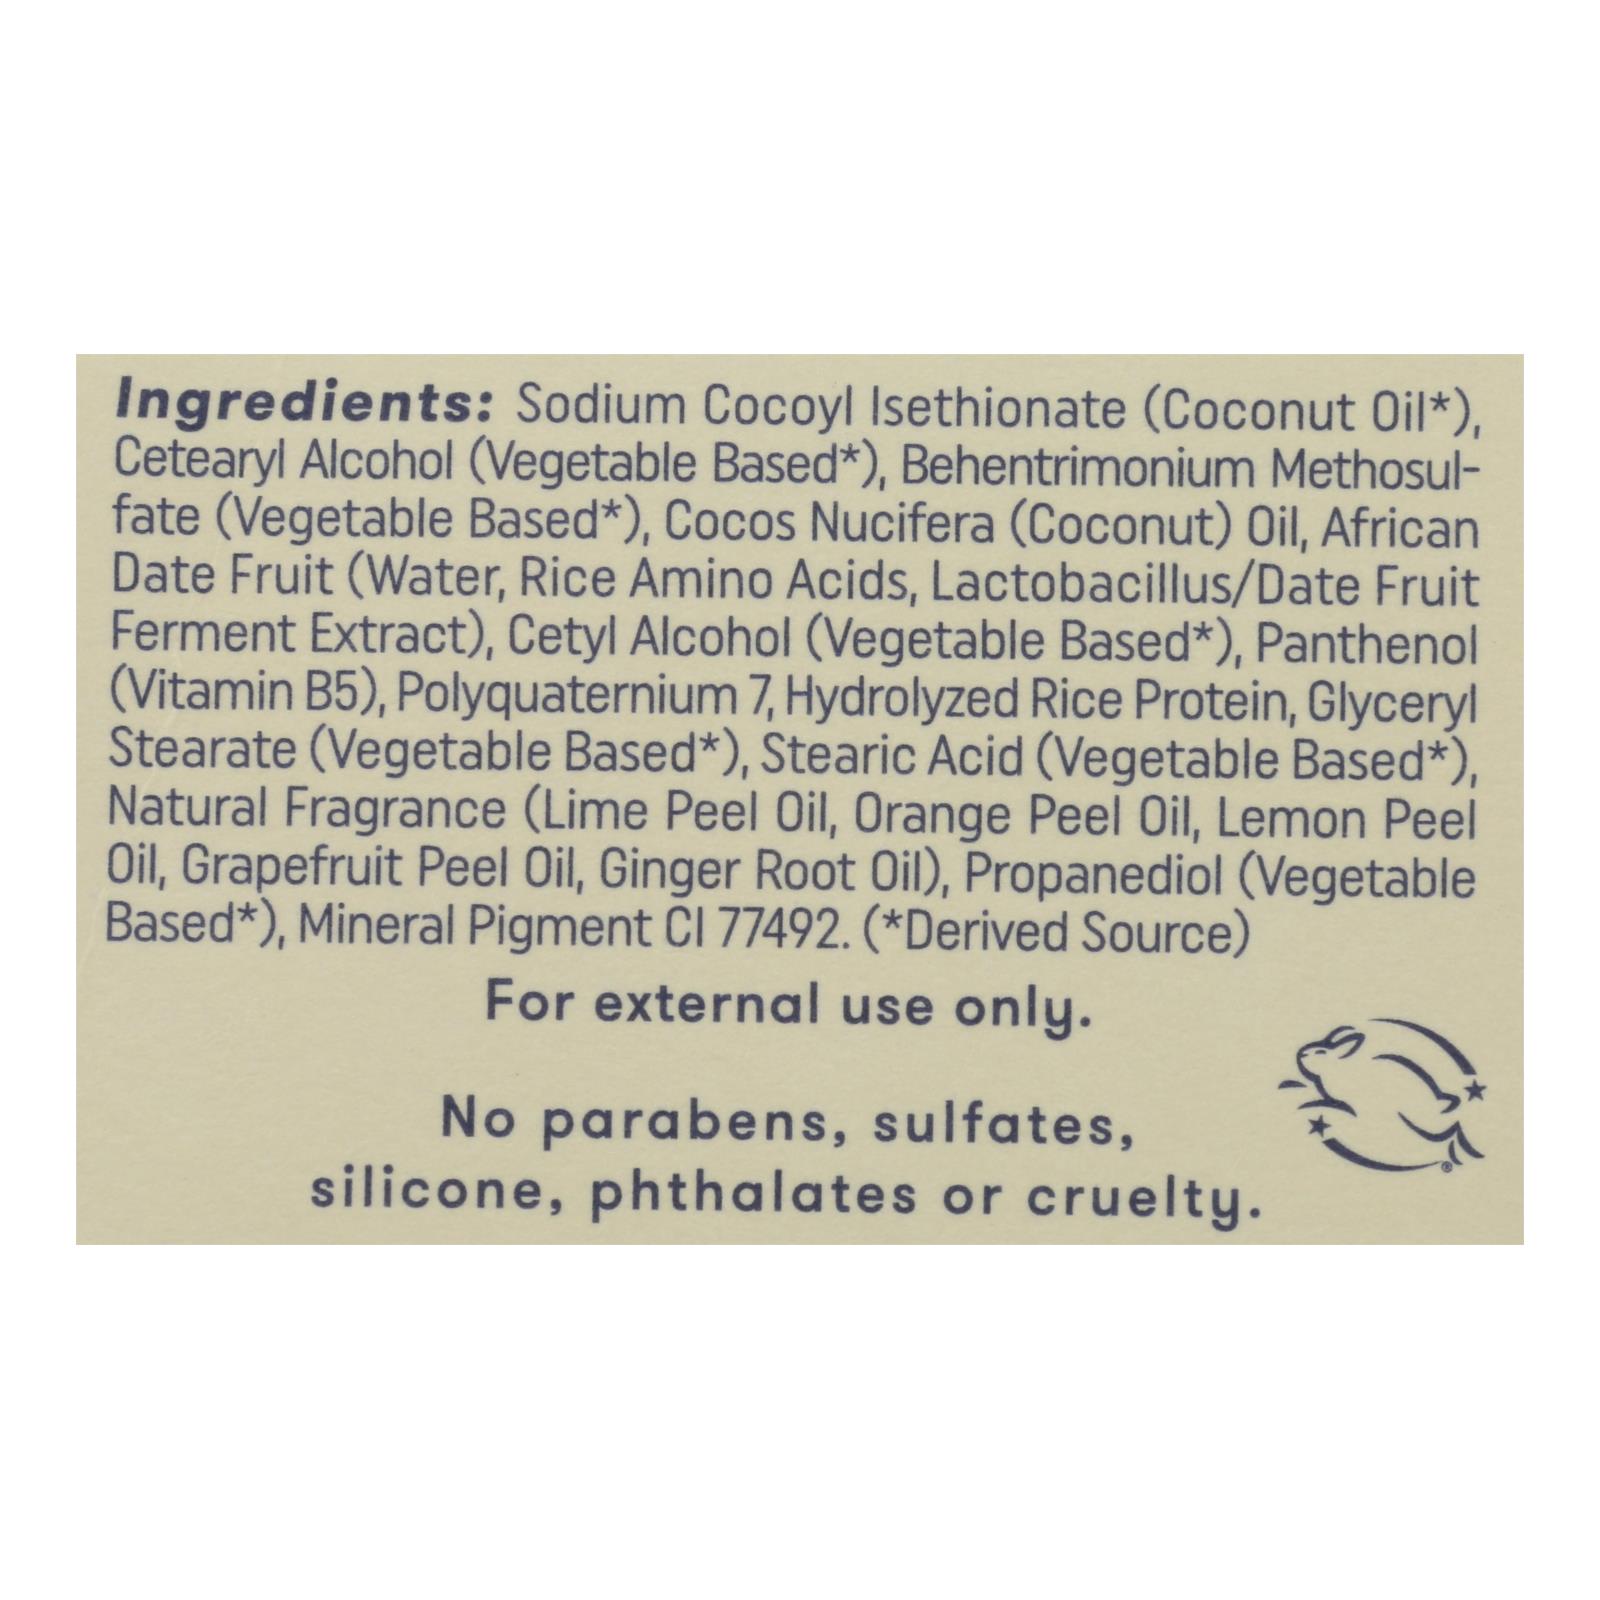 Ingredients: Sodium Cocoyl Isethionate (Coconut Oil*),
Cetearyl Alcohol (Vegetable Based*), Behentrimonium Methosul-
fate (Vegetable Based*), Cocos Nucifera (Coconut) Oil, African
Date Fruit (Water, Rice Amino Acids, Lactobacillus/Date Fruit
Ferment Extract), Cetyl Alcohol (Vegetable Based*), Panthenol
(Vitamin B5), Polyquaternium 7, Hydrolyzed Rice Protein, Glyceryl
Stearate (Vegetable Based*), Stearic Acid (Vegetable Based*),
Natural Fragrance (Lime Peel Oil, Orange Peel Oil, Lemon Peel
Oil, Grapefruit Peel Oil, Ginger Root Oil), Propanediol (Vegetable
Based*), Mineral Pigment CI 77492. (*Derived Source)
For external use only.
No parabens, sulfates,
silicone, phthalates or cruelty.
®